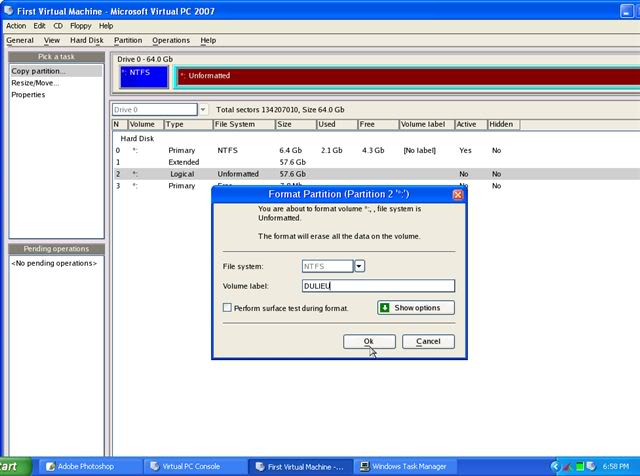 First Virtual Machine - Microsoft Virtual PC 2007
Action Edit CD Floppy Help
General View Hard Disk Partition Operations Help
Pick a task
Copy partition...
Resize/Move...
Properties
Drive 0 - 64.0 Gb
*: NTFS
*: Unformatted
Drive 0
Total sectors 134207010, Size 64.0 Gb
N Volume Type File System Size Used Free Volume label Active Hidden
Hard Disk
0 *: Primary NTFS 6.4 Gb 2.1 Gb 4.3 Gb [No label] Yes No
1 Extended 57.6 Gb
2 *: Logical Unformatted 57.6 Gb No No
3 *: Primary No No
Format Partition (Partition 2 '*:')
You are about to format volume *:, , file system is
Unformatted.
The format will erase all the data on the volume.
File system: NTFS
Volume label: DULIEU
Perform surface test during format.
Show options
Ok
Cancel
Pending operations
<No pending operations>
tart
Adobe Photoshop
Virtual PC Console
First Virtual Machine -...
Windows Task Manager
6:58 PM